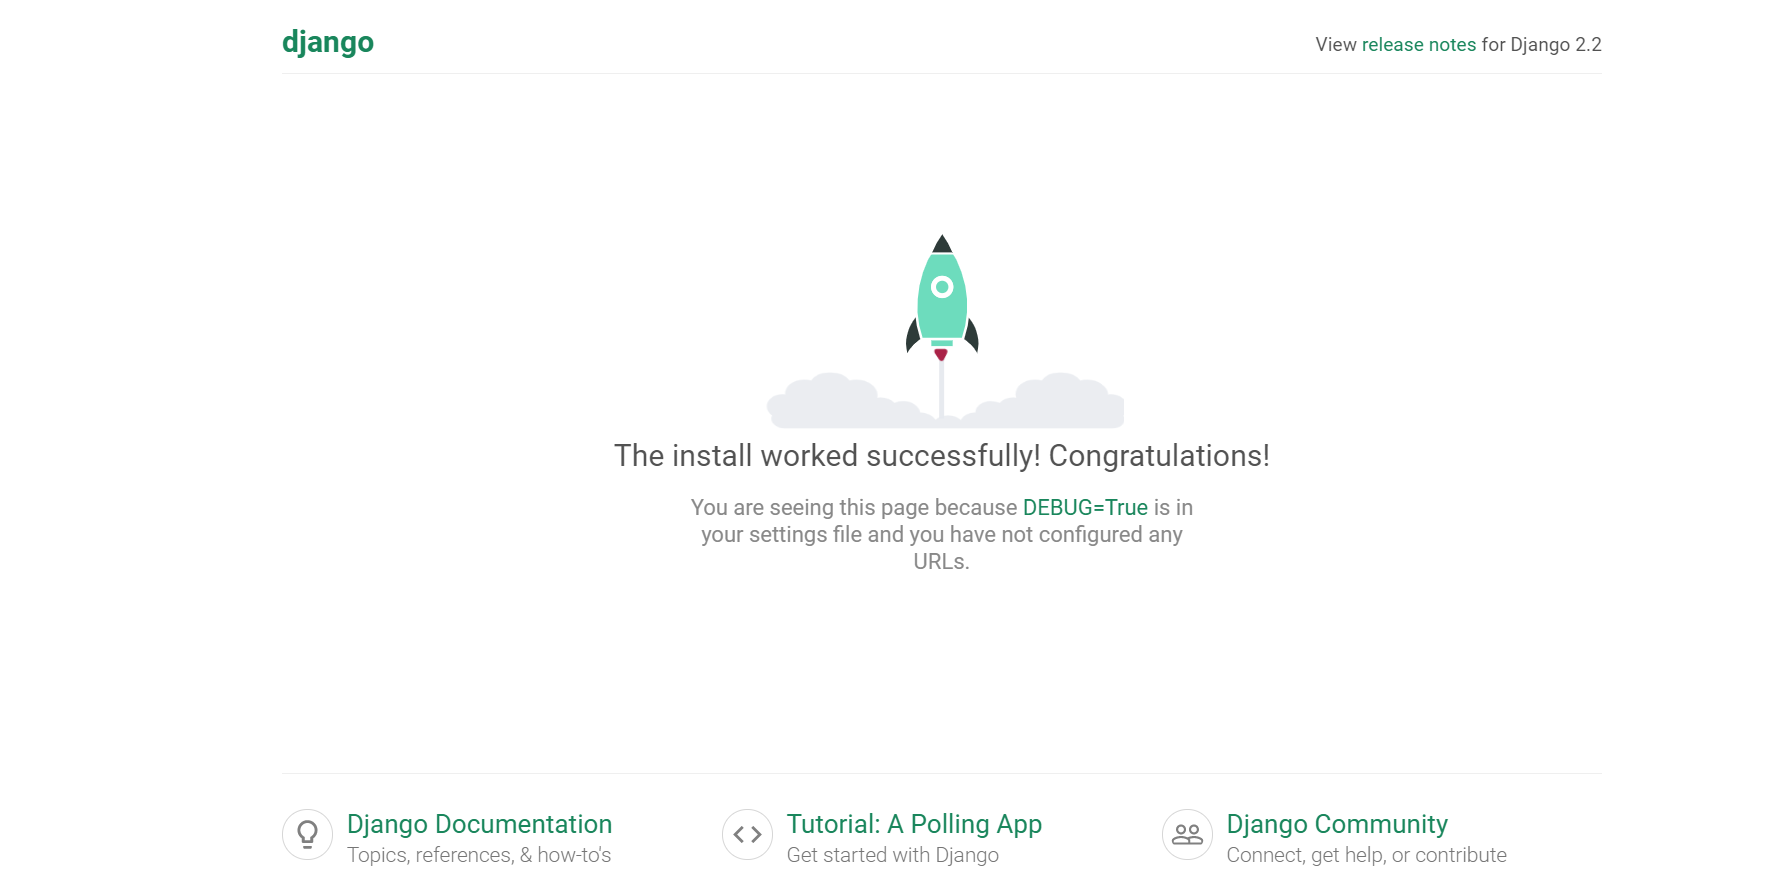 django
View release notes for Django 2.2
The install worked successfully! Congratulations!
You are seeing this page because DEBUG=True is in
your settings file and you have not configured any
URLs.
Django Documentation
Topics, references, & how-to's
Tutorial: A Polling App
Get started with Django
Django Community
Connect, get help, or contribute